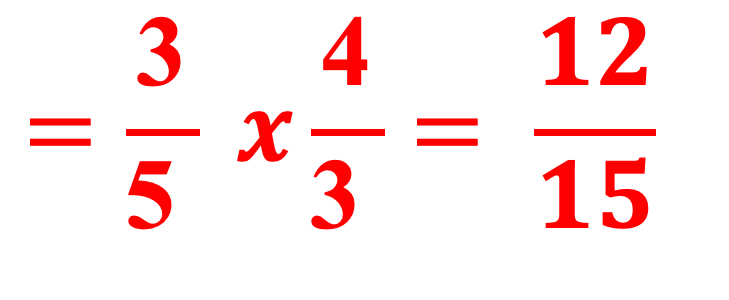 = 3/5 x 4/3 = 12/15